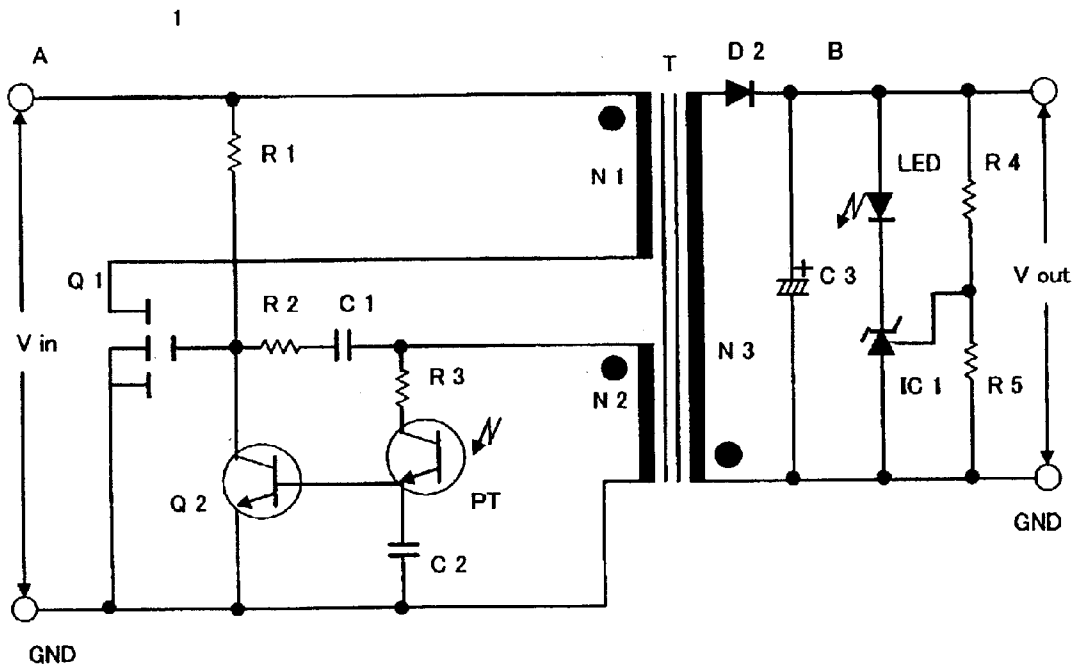 1
A
T
D 2
B
R 1
N 1
LED
R 4
Q 1
+
C 3
V out
V in
R 2
C 1
R 3
N 2
N 3
IC 1
R 5
Q 2
PT
C 2
GND
GND